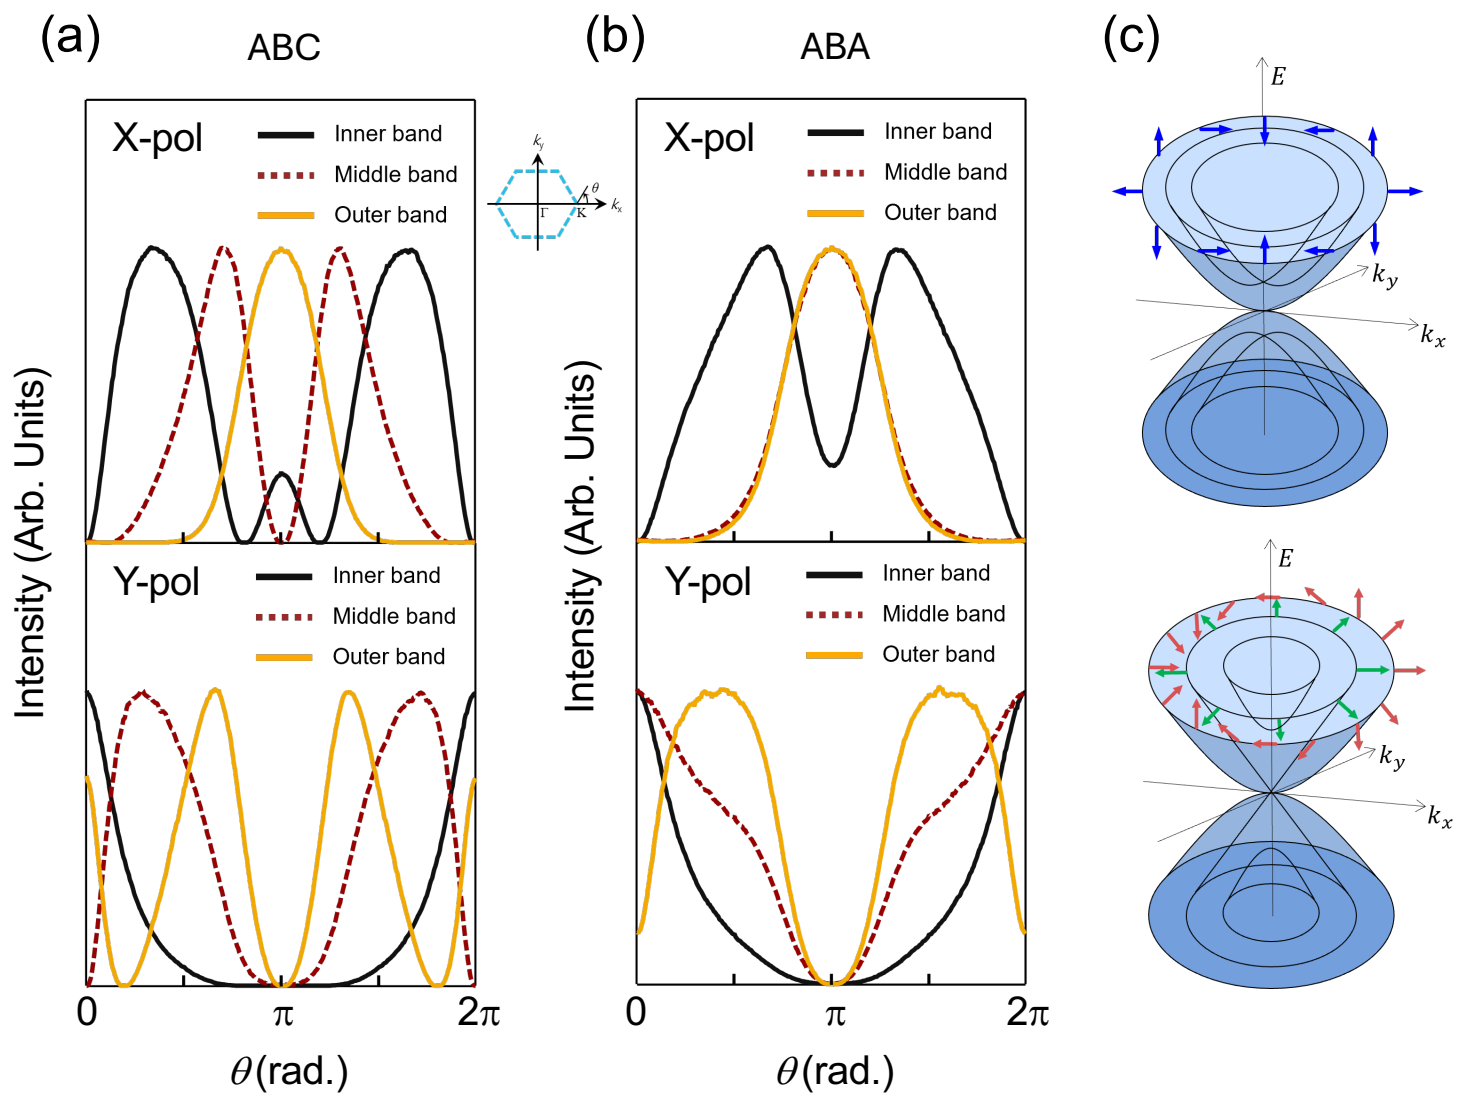 (a)
ABC
X-pol
Inner band
Middle band
Outer band
Y-pol
Inner band
Middle band
Outer band
Intensity (Arb. Units)
0
π
2π
θ (rad.)
k_y
θ
Γ
K
k_x
(b)
ABA
X-pol
Inner band
Middle band
Outer band
Y-pol
Inner band
Middle band
Outer band
Intensity (Arb. Units)
0
π
2π
θ (rad.)
(c)
E
k_y
k_x
E
k_y
k_x